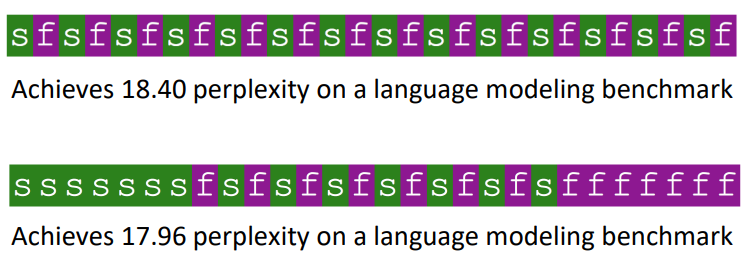 sfsfsfsfsfsfsfsfsfsfsfsfsfsf
Achieves 18.40 perplexity on a language modeling benchmark
sssssssfsfsfsfsfsfsfsfffffff
Achieves 17.96 perplexity on a language modeling benchmark